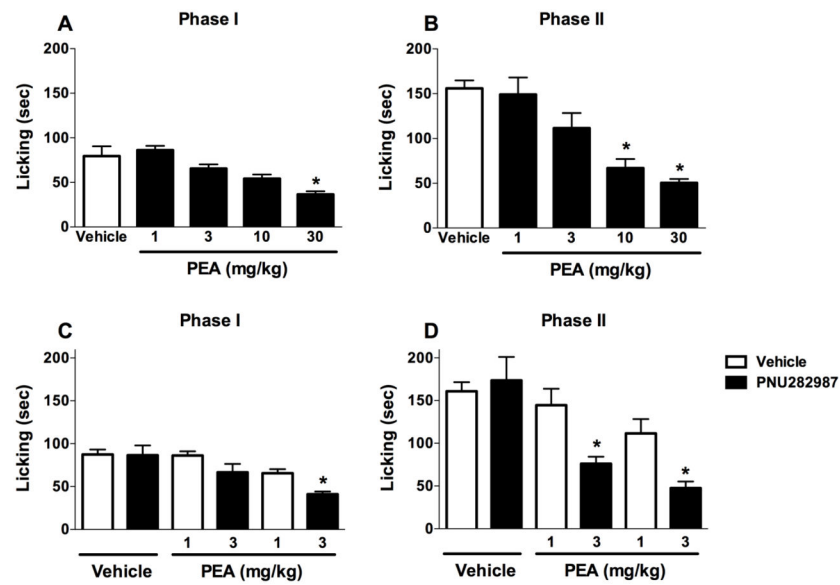 A
Phase I
Licking (sec)
200
150
100
50
0
*
Vehicle 1 3 10 30
PEA (mg/kg)
B
Phase II
Licking (sec)
200
150
100
50
0
*
*
Vehicle 1 3 10 30
PEA (mg/kg)
C
Phase I
Licking (sec)
200
150
100
50
0
*
1 3 1 3
Vehicle PEA (mg/kg)
D
Phase II
Licking (sec)
200
150
100
50
0
*
*
1 3 1 3
Vehicle PEA (mg/kg)
Vehicle
PNU282987